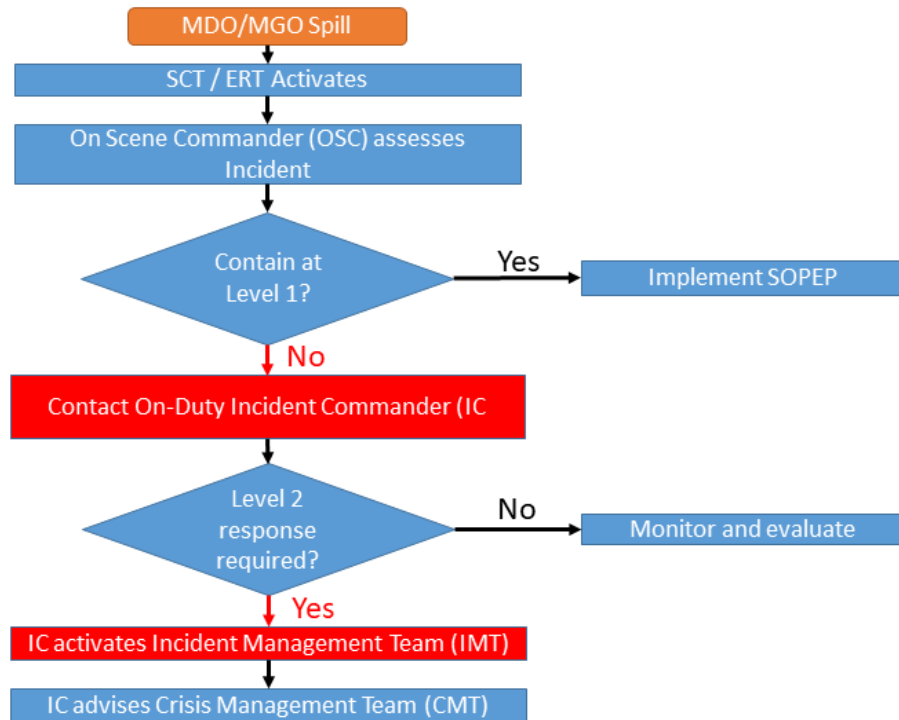 MDO/MGO Spill
SCT / ERT Activates
On Scene Commander (OSC) assesses
Incident
Contain at
Level 1?
Yes
Implement SOPEP
No
Contact On-Duty Incident Commander (IC
Level 2
response
required?
No
Monitor and evaluate
Yes
IC activates Incident Management Team (IMT)
IC advises Crisis Management Team (CMT)